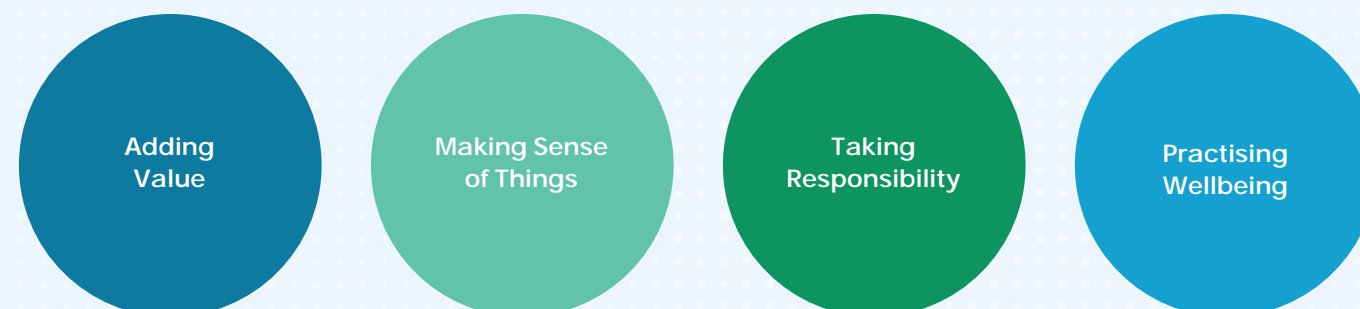 Adding
Value
Making Sense
of Things
Taking
Responsibility
Practising
Wellbeing